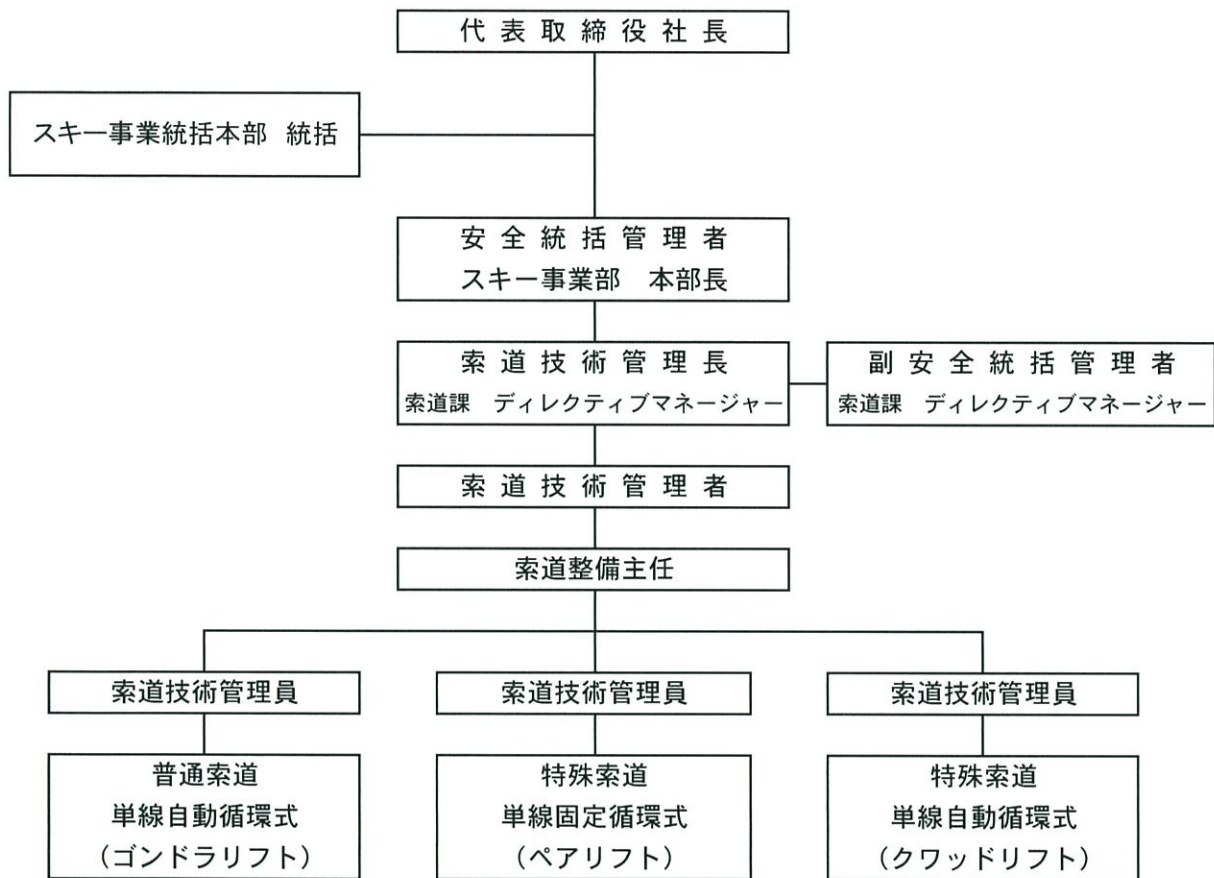 代表取締役社長
スキー事業統括本部 統括
安全統括管理者
スキー事業部 本部長
索道技術管理長
索道課 ディレクティブマネージャー
副安全統括管理者
索道課 ディレクティブマネージャー
索道技術管理者
索道整備主任
索道技術管理員
索道技術管理員
索道技術管理員
普通索道
単線自動循環式
（ゴンドラリフト）
特殊索道
単線固定循環式
（ペアリフト）
特殊索道
単線自動循環式
（クワッドリフト）